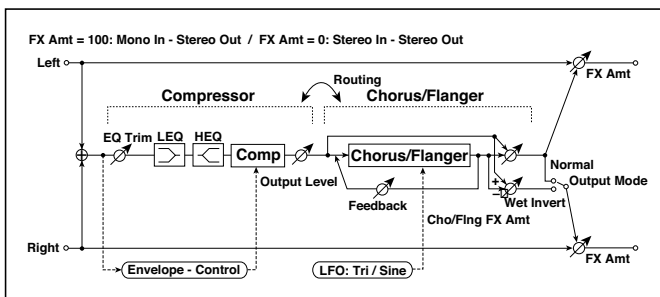 FX Amt = 100: Mono In - Stereo Out / FX Amt = 0: Stereo In - Stereo Out
Left
FX Amt
Routing
Compressor
Chorus/Flanger
EQ Trim
LEQ
HEQ
Comp
Chorus/Flanger
Normal
Output Level
Output Mode
+
−
Wet Invert
Feedback
Cho/Flng FX Amt
Right
FX Amt
Envelope - Control
LFO: Tri / Sine